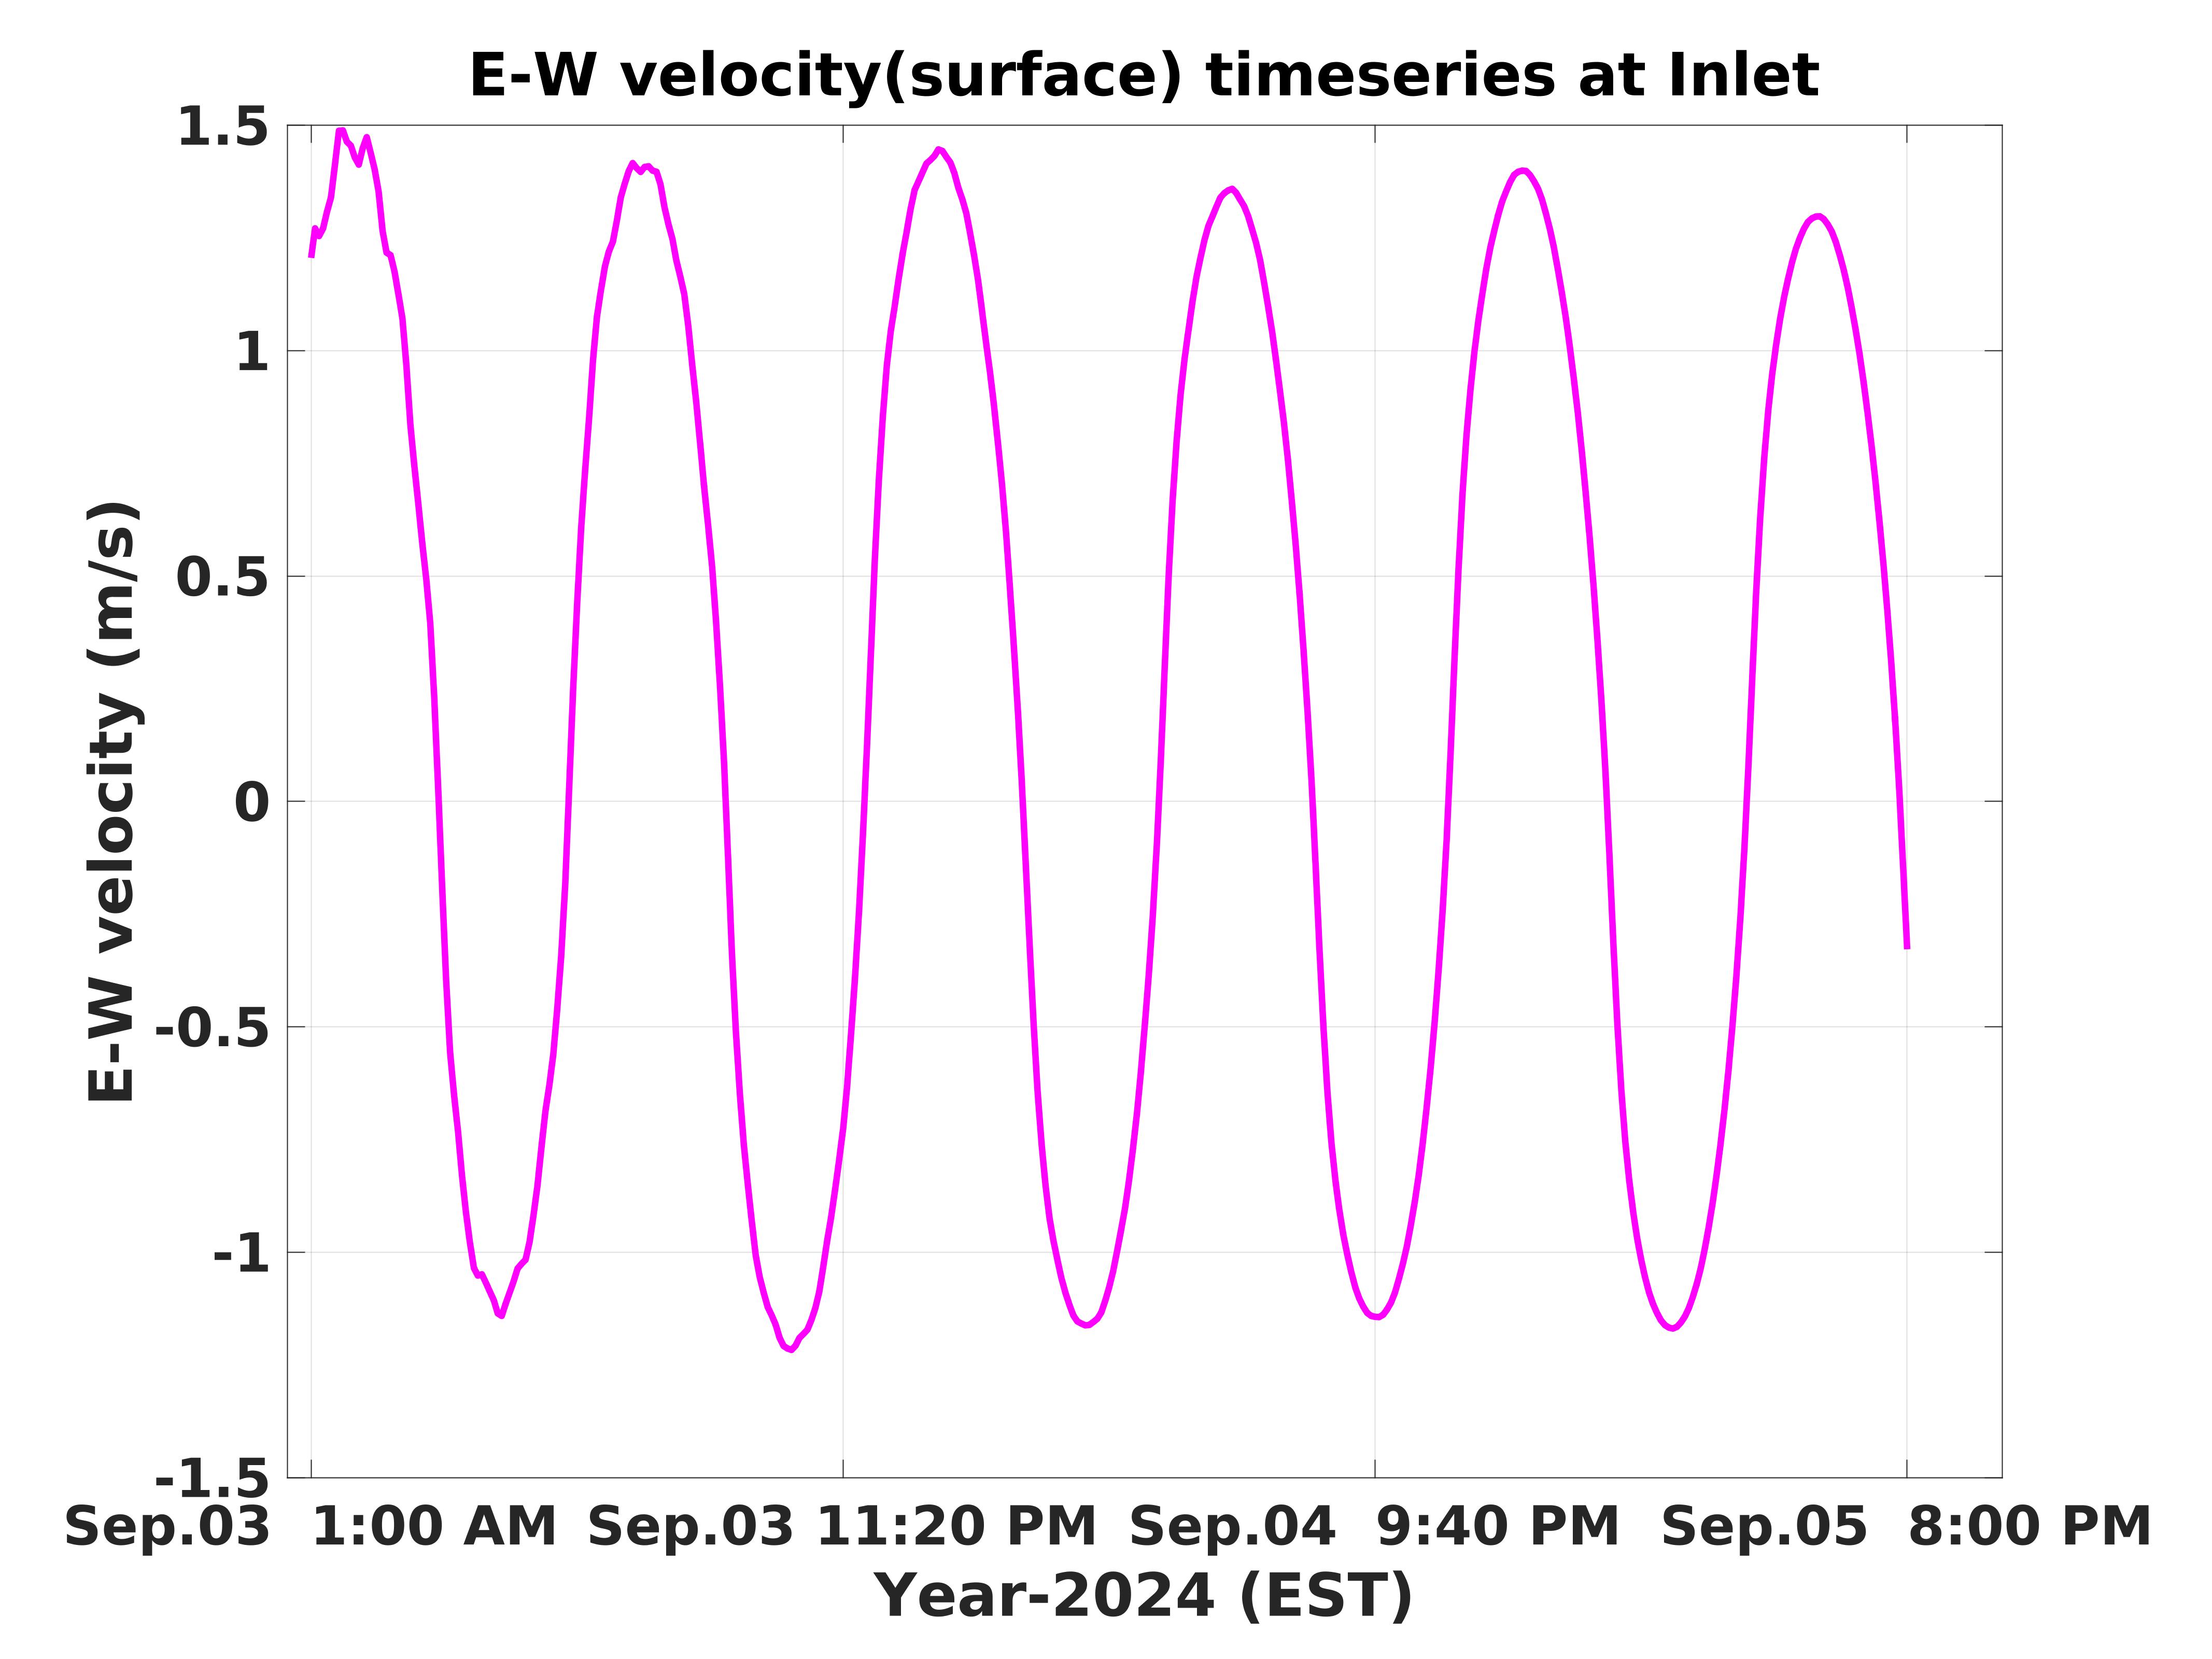 E-W velocity(surface) timeseries at Inlet
E-W velocity (m/s)
1.5
1
0.5
0
-0.5
-1
-1.5
Sep.03 1:00 AM Sep.03 11:20 PM Sep.04 9:40 PM Sep.05 8:00 PM
Year-2024 (EST)